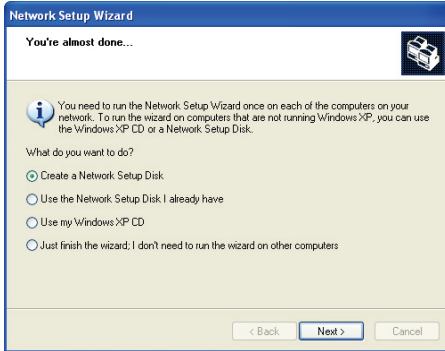 Network Setup Wizard
You're almost done...
You need to run the Network Setup Wizard once on each of the computers on your
network. To run the wizard on computers that are not running Windows XP, you can use
the Windows XP CD or a Network Setup Disk.
What do you want to do?
Create a Network Setup Disk
Use the Network Setup Disk I already have
Use my Windows XP CD
Just finish the wizard; I don't need to run the wizard on other computers
< Back Next > Cancel